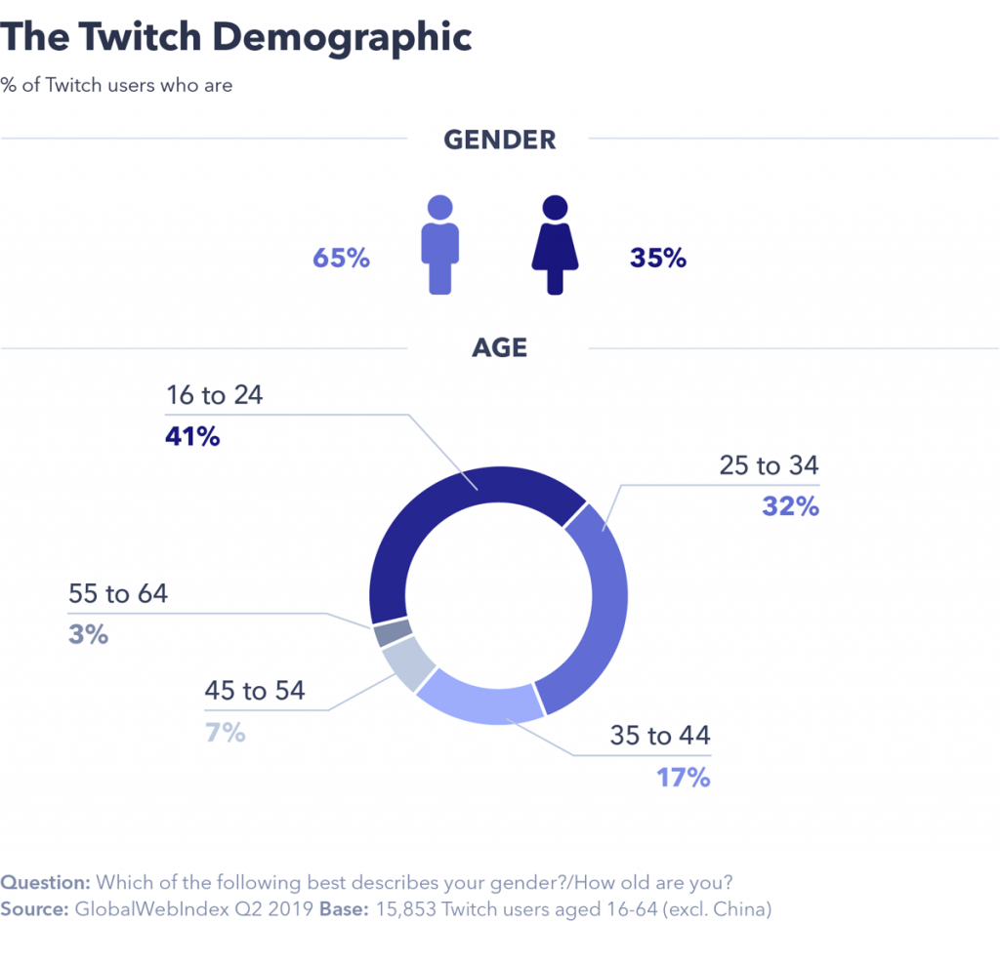 The Twitch Demographic
% of Twitch users who are
GENDER
65%
35%
AGE
16 to 24
41%
25 to 34
32%
55 to 64
3%
45 to 54
7%
35 to 44
17%
Question: Which of the following best describes your gender?/How old are you?
Source: GlobalWebIndex Q2 2019 Base: 15,853 Twitch users aged 16-64 (excl. China)